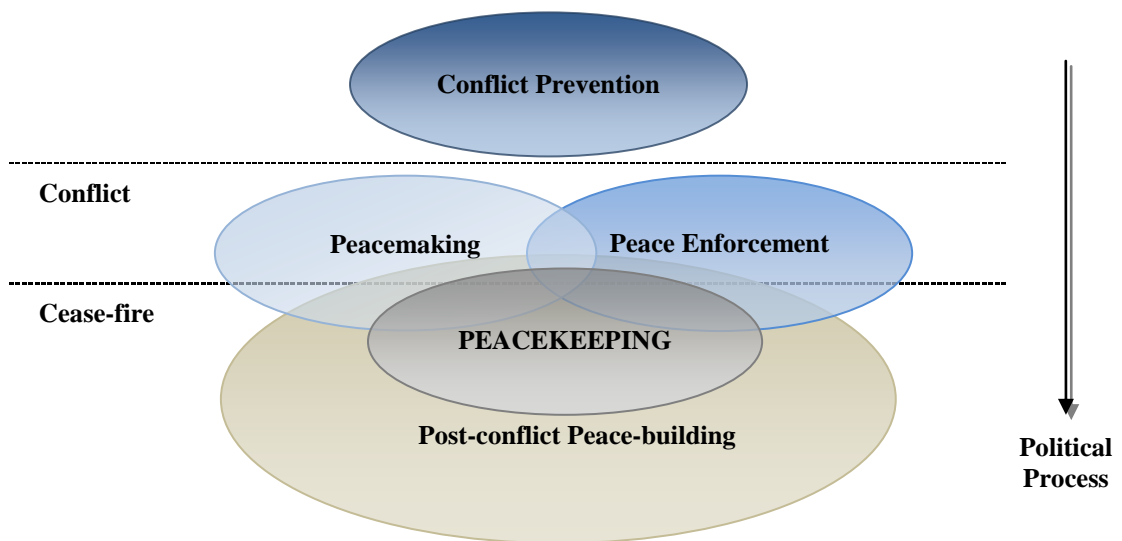 Conflict Prevention
Conflict
Peacemaking
Peace Enforcement
Cease-fire
PEACEKEEPING
Post-conflict Peace-building
Political
Process